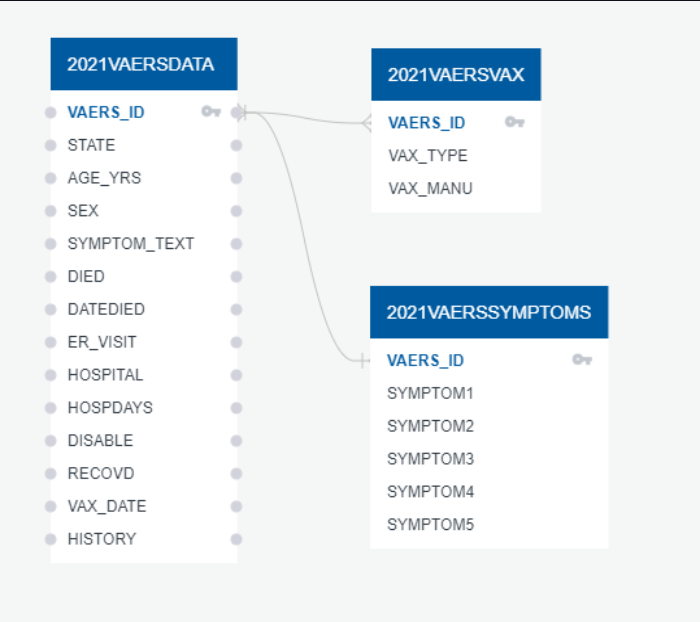 2021VAERSDATA
VAERS_ID
STATE
AGE_YRS
SEX
SYMPTOM_TEXT
DIED
DATEDIED
ER_VISIT
HOSPITAL
HOSPDAYS
DISABLE
RECOVD
VAX_DATE
HISTORY
2021VAERSVAX
VAERS_ID
VAX_TYPE
VAX_MANU
2021VAERSSYMPTOMS
VAERS_ID
SYMPTOM1
SYMPTOM2
SYMPTOM3
SYMPTOM4
SYMPTOM5